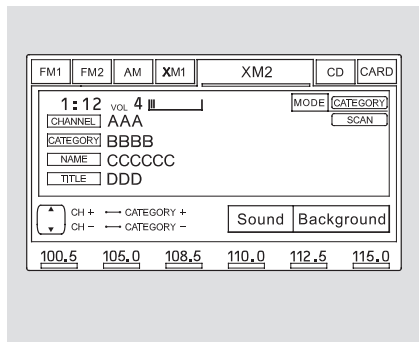 FM1 FM2 AM XM1 XM2 CD CARD
1:12 VOL 4 MODE CATEGORY
CHANNEL AAA SCAN
CATEGORY BBBB
NAME CCCCCC
TITLE DDD
CH + CATEGORY +
CH – CATEGORY –
Sound Background
100.5 105.0 108.5 110.0 112.5 115.0